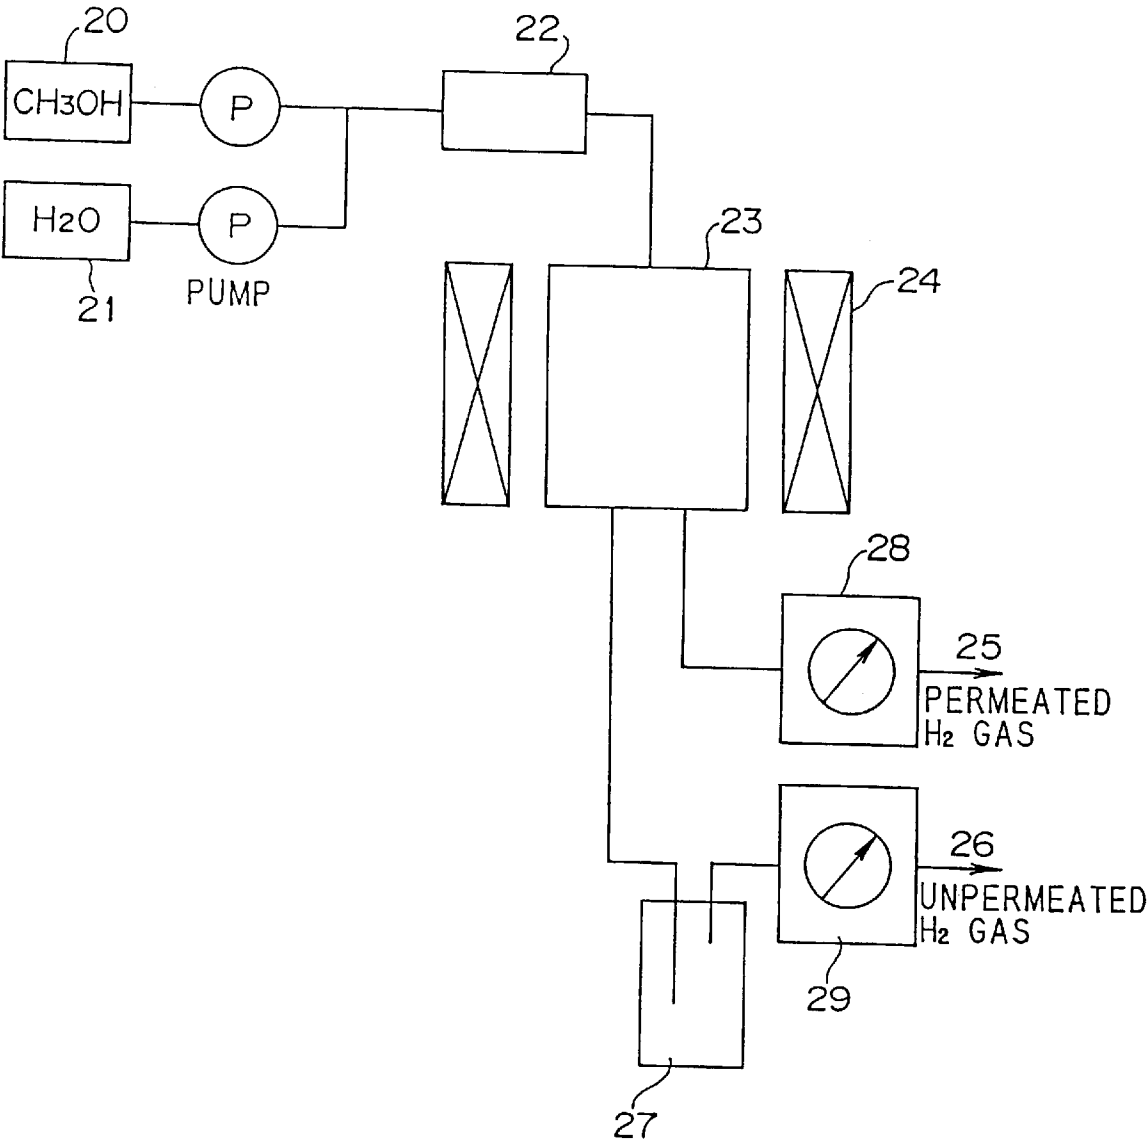 20
22
CH3OH
P
H2O
P
21
PUMP
23
24
28
25
PERMEATED
H2 GAS
26
UNPERMEATED
H2 GAS
29
27